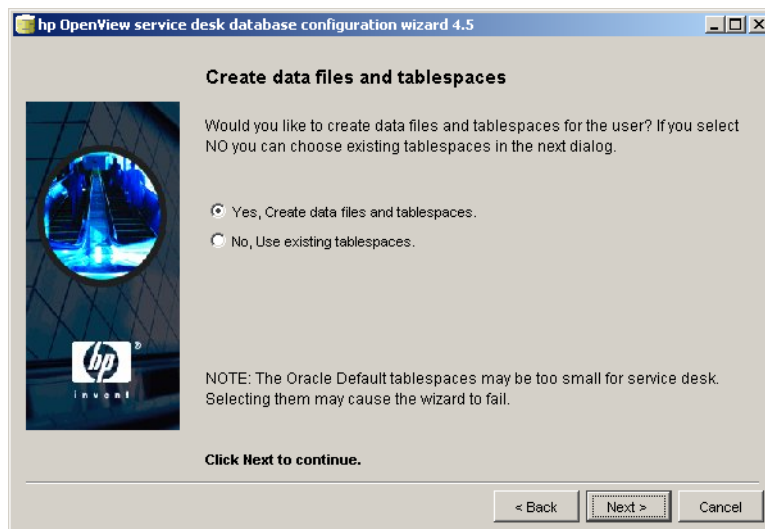 hp OpenView service desk database configuration wizard 4.5
Create data files and tablespaces
Would you like to create data files and tablespaces for the user? If you select
NO you can choose existing tablespaces in the next dialog.
Yes, Create data files and tablespaces.
No, Use existing tablespaces.
hp
®
invent
NOTE: The Oracle Default tablespaces may be too small for service desk.
Selecting them may cause the wizard to fail.
Click Next to continue.
< Back Next > Cancel